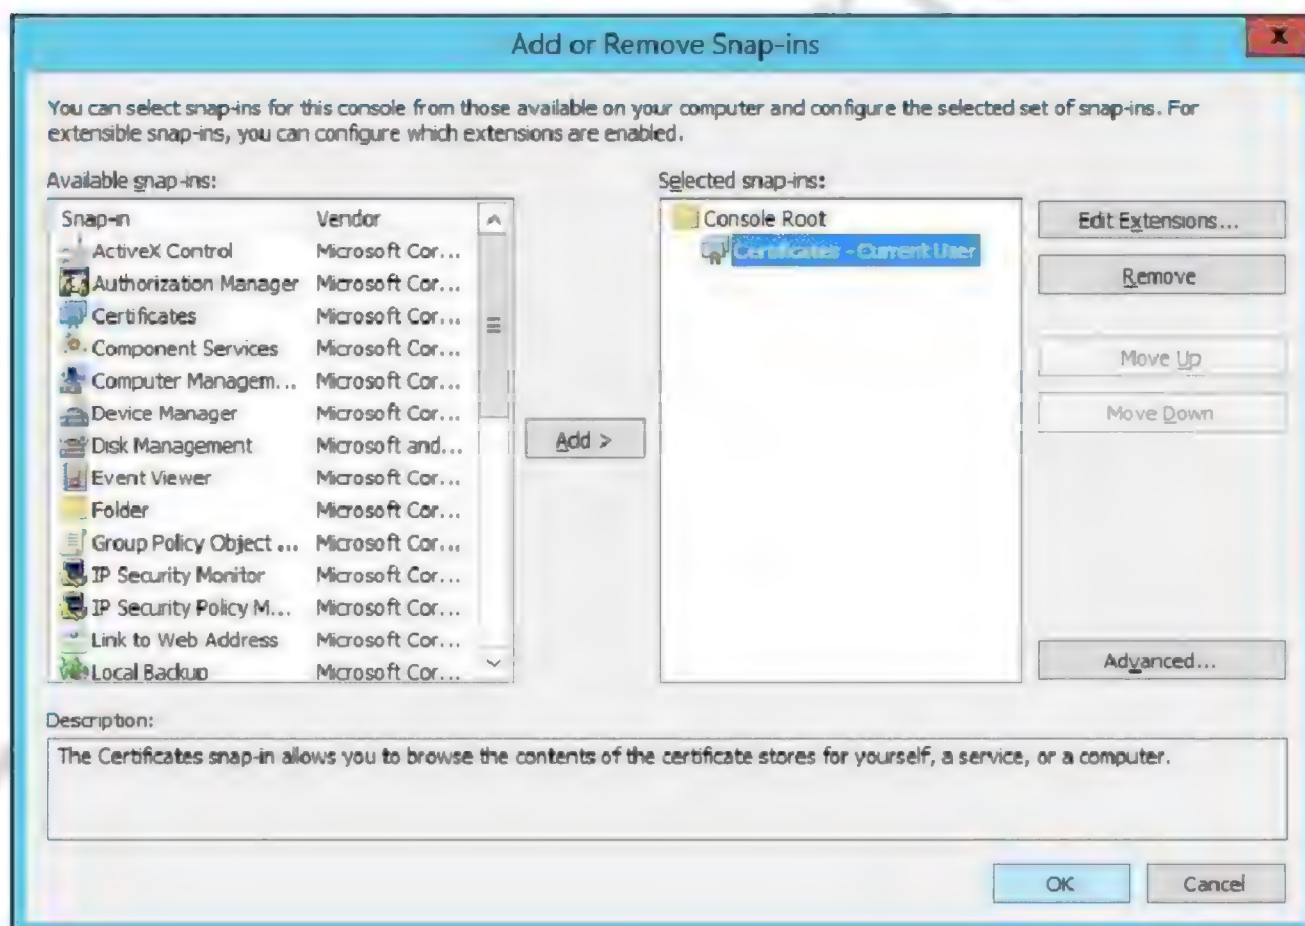 Add or Remove Snap-ins
x
You can select snap-ins for this console from those available on your computer and configure the selected set of snap-ins. For
extensible snap-ins, you can configure which extensions are enabled.
Available snap-ins:
Snap-in Vendor
ActiveX Control Microsoft Cor...
Authorization Manager Microsoft Cor...
Certificates Microsoft Cor...
Component Services Microsoft Cor...
Computer Managem... Microsoft Cor...
Device Manager Microsoft Cor...
Disk Management Microsoft and...
Event Viewer Microsoft Cor...
Folder Microsoft Cor...
Group Policy Object ... Microsoft Cor...
IP Security Monitor Microsoft Cor...
IP Security Policy M... Microsoft Cor...
Link to Web Address Microsoft Cor...
Local Backup Microsoft Cor...
Add >
Selected snap-ins:
Console Root
Certificates - Current User
Edit Extensions...
Remove
Move Up
Move Down
Advanced...
Description:
The Certificates snap-in allows you to browse the contents of the certificate stores for yourself, a service, or a computer.
OK
Cancel